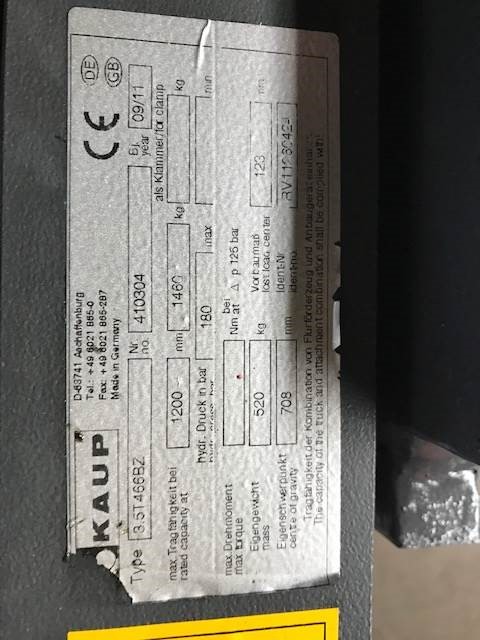 KAUP
D-63741 Aschaffenburg
Tel.: +49 6021 865-0
Fax: +49 6021 865-287
Made in Germany
CE
DE
GB
Type 3.5T466BZ Nr. no. 410304 Bj. year 09/11
max. Tragfähigkeit bei 1200 mm 1460 kg als Klammer/for clamp kg
rated capacity at
hydr. Druck in bar 180 max min
max. Drehmoment bei
max torque Nm at Δ p 125 bar
Eigengewicht 520 kg Vorbaumaß 123 mm
mass lost load center
Eigenschwerpunkt 708 mm Ident-Nr.
centre of gravity ident-no
Tragfähigkeit der Kombination von Flurförderzeug und Anbaugerät
The capacity of the truck and attachment combination shall be complied with!